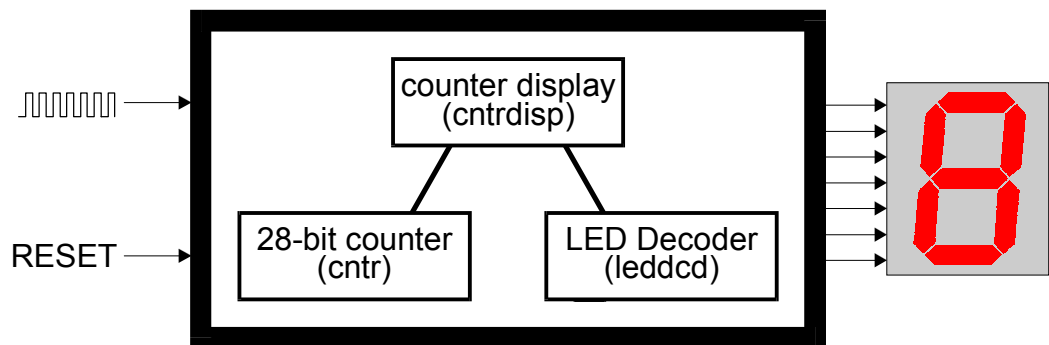 counter display
(cntrdisp)
28-bit counter
(cntr)
LED Decoder
(leddcd)
RESET